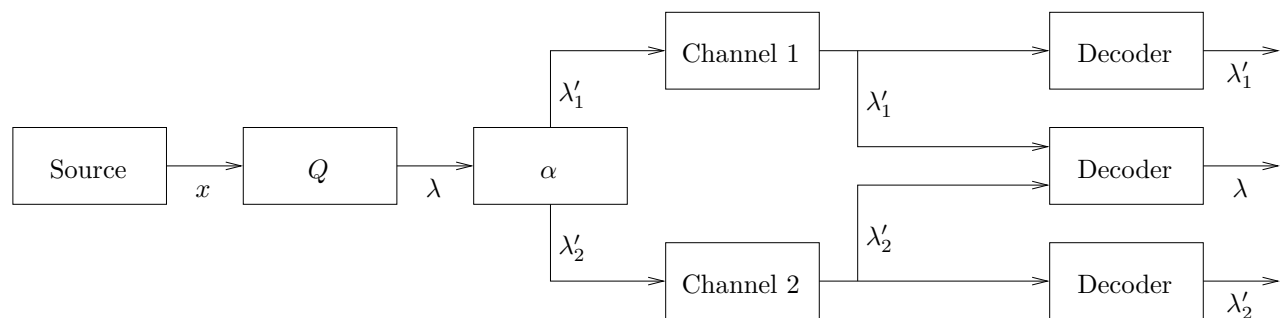 Channel 1
Decoder
λ′₁
λ′₁
λ′₁
Source
x
Q
λ
α
Decoder
λ
λ′₂
λ′₂
Channel 2
Decoder
λ′₂